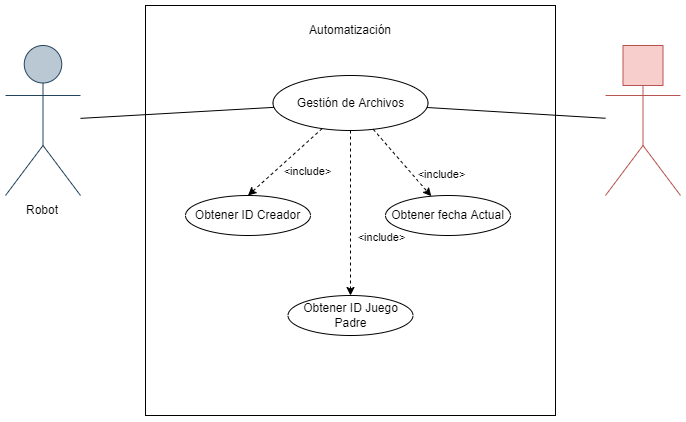 Automatización
Gestión de Archivos
<include>
<include>
Obtener ID Creador
Obtener fecha Actual
Robot
<include>
Obtener ID Juego
Padre